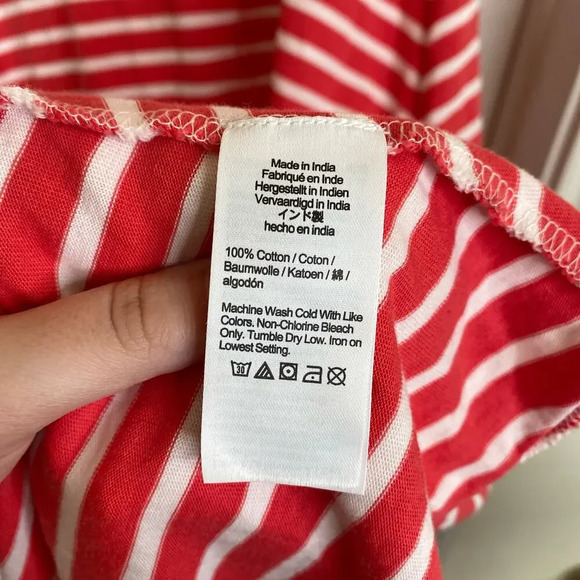 Made in India
Fabriqué en Inde
Hergestellt in Indien
Vervaardigd in India
インド製
hecho en india
100% Cotton / Coton /
Baumwolle / Katoen / 綿 /
algodón
Machine Wash Cold With Like
Colors. Non-Chlorine Bleach
Only. Tumble Dry Low. Iron on
Lowest Setting.
30